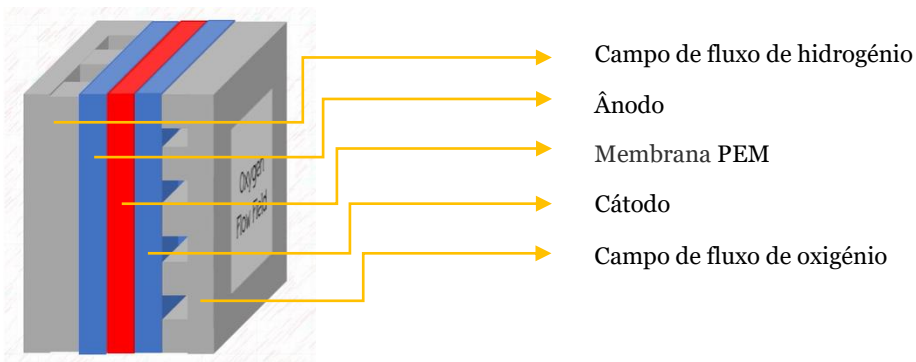 Campo de fluxo de hidrogénio
Ânodo
Membrana PEM
Cátodo
Campo de fluxo de oxigénio
Oxygen
Flow Field